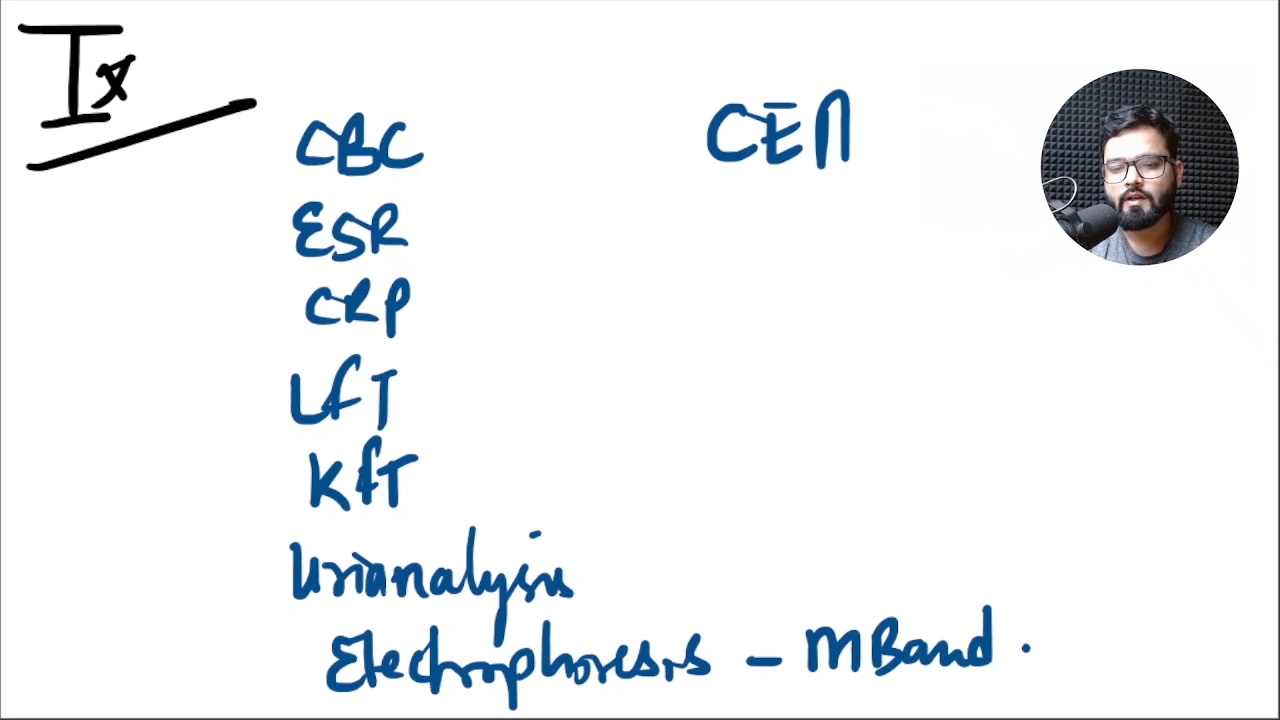 Ix
CBC
ESR
CRP
LfT
KfT
Urianalysis
Electrophoresis - M Band.